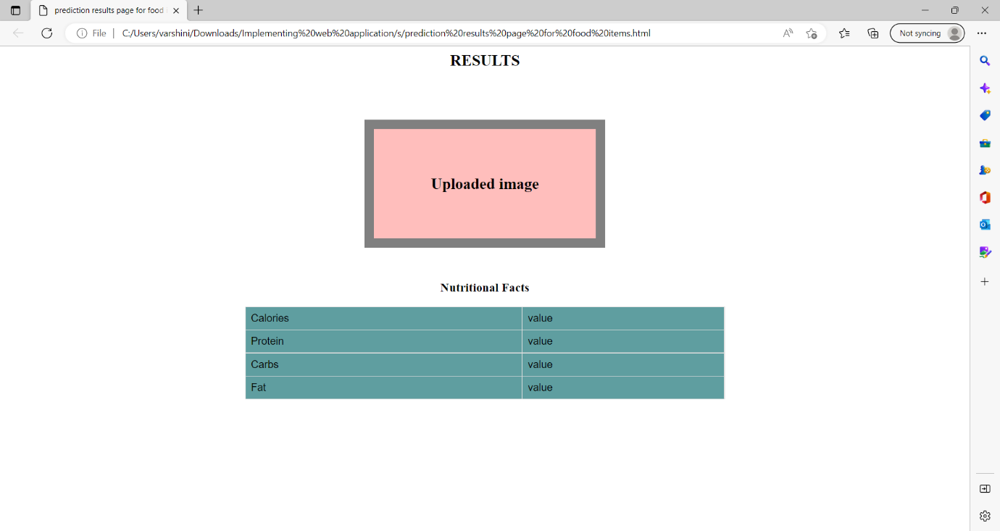 prediction results page for food
File
C:/Users/varshini/Downloads/Implementing%20web%20application/s/prediction%20results%20page%20for%20food%20items.html
Not syncing
RESULTS
Uploaded image
Nutritional Facts
Calories value
Protein value
Carbs value
Fat value